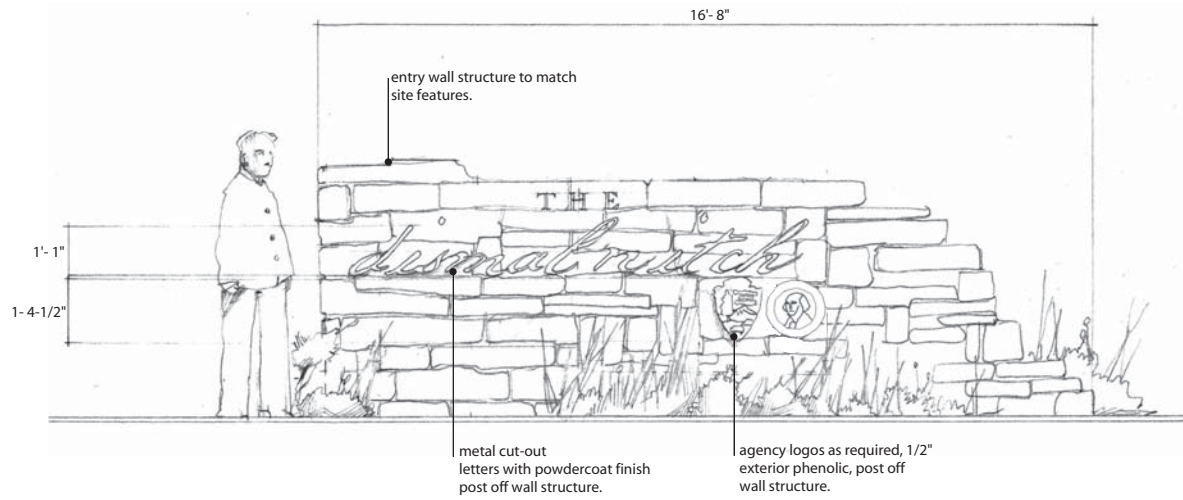 16'- 8"
entry wall structure to match
site features.
THE
dismal nitch
1'- 1"
1- 4-1/2"
metal cut-out
letters with powdercoat finish
post off wall structure.
agency logos as required, 1/2"
exterior phenolic, post off
wall structure.